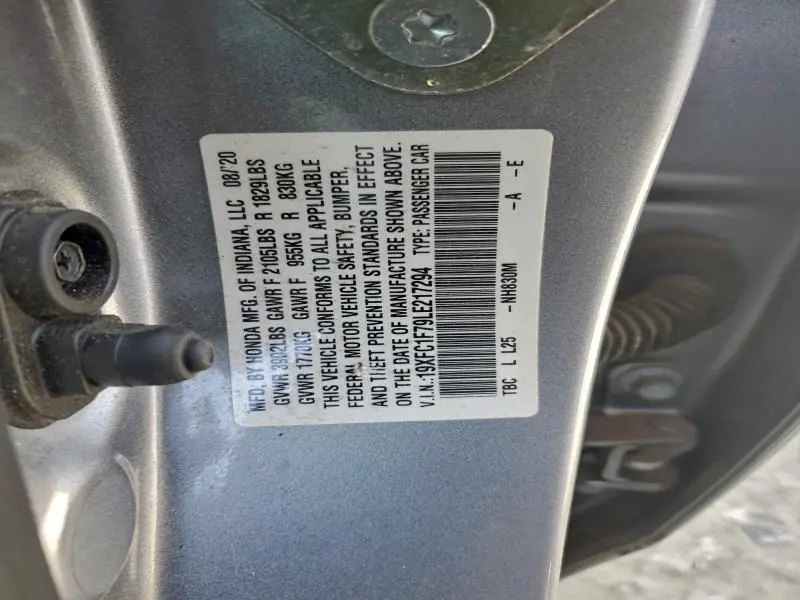 MFD. BY HONDA MFG. OF INDIANA, LLC 08/'20
GVWR 3902LBS GAWR F 2105LBS R 1829LBS
GVWR 1770KG GAWR F 955KG R 830KG
THIS VEHICLE CONFORMS TO ALL APPLICABLE
FEDERAL MOTOR VEHICLE SAFETY, BUMPER,
AND THEFT PREVENTION STANDARDS IN EFFECT
ON THE DATE OF MANUFACTURE SHOWN ABOVE.
V.I.N.:19XFC1F79LE217294 TYPE: PASSENGER CAR
TBC L L25 -NH830M -A -E